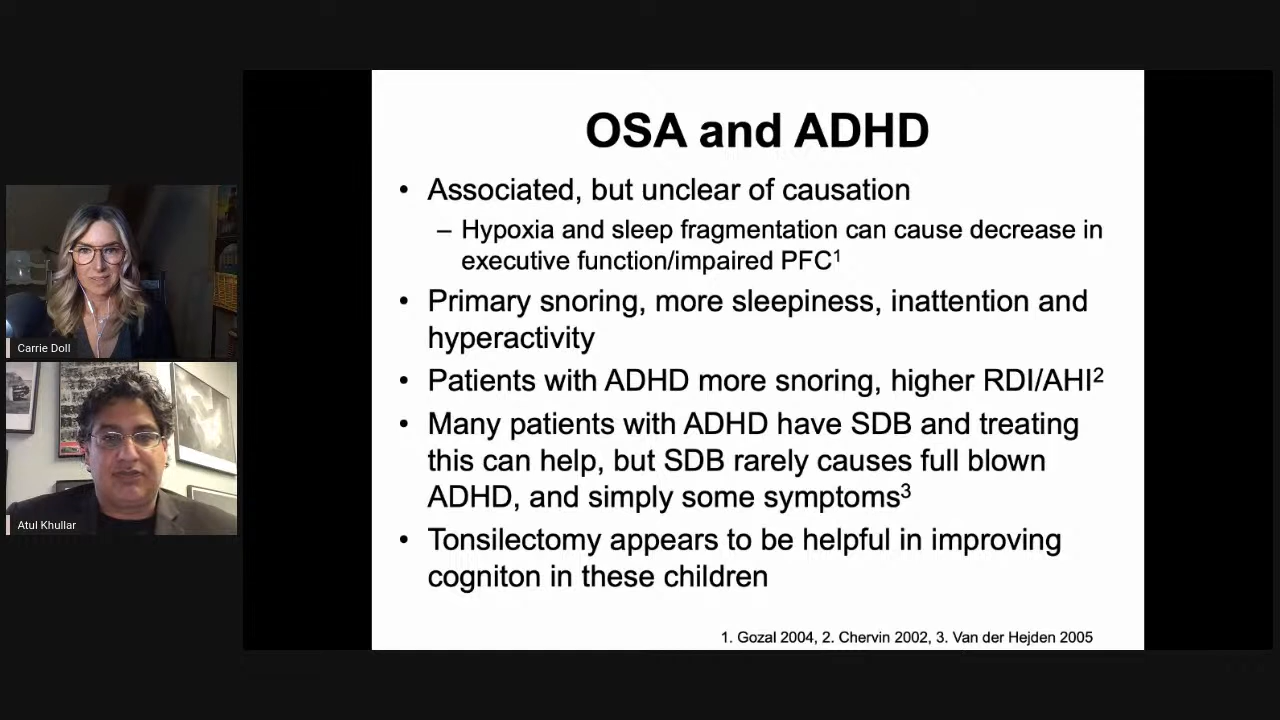 OSA and ADHD
• Associated, but unclear of causation
– Hypoxia and sleep fragmentation can cause decrease in
executive function/impaired PFC1
• Primary snoring, more sleepiness, inattention and
hyperactivity
• Patients with ADHD more snoring, higher RDI/AHI2
• Many patients with ADHD have SDB and treating
this can help, but SDB rarely causes full blown
ADHD, and simply some symptoms3
• Tonsilectomy appears to be helpful in improving
cogniton in these children
1. Gozal 2004, 2. Chervin 2002, 3. Van der Hejden 2005
Carrie Doll
Atul Khullar